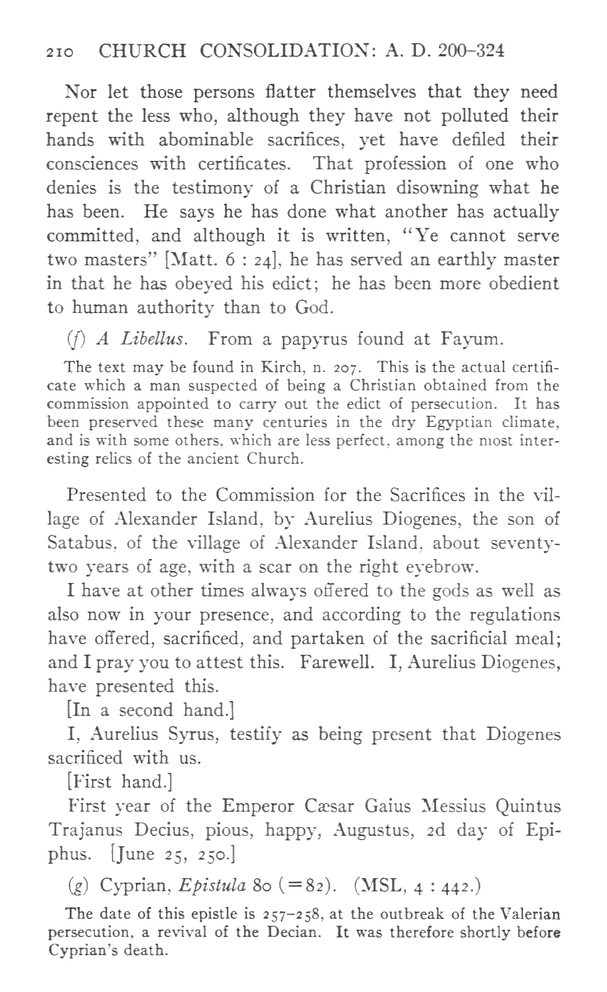 210 CHURCH CONSOLIDATION: A. D. 200–324
Nor let those persons flatter themselves that they need
repent the less who, although they have not polluted their
hands with abominable sacrifices, yet have defiled their
consciences with certificates. That profession of one who
denies is the testimony of a Christian disowning what he
has been. He says he has done what another has actually
committed, and although it is written, "Ye cannot serve
two masters" [Matt. 6 : 24], he has served an earthly master
in that he has obeyed his edict; he has been more obedient
to human authority than to God.
(f) A Libellus. From a papyrus found at Fayum.
The text may be found in Kirch, n. 207. This is the actual certifi-
cate which a man suspected of being a Christian obtained from the
commission appointed to carry out the edict of persecution. It has
been preserved these many centuries in the dry Egyptian climate,
and is with some others, which are less perfect, among the most inter-
esting relics of the ancient Church.
Presented to the Commission for the Sacrifices in the vil-
lage of Alexander Island, by Aurelius Diogenes, the son of
Satabus, of the village of Alexander Island, about seventy-
two years of age, with a scar on the right eyebrow.
I have at other times always offered to the gods as well as
also now in your presence, and according to the regulations
have offered, sacrificed, and partaken of the sacrificial meal;
and I pray you to attest this. Farewell. I, Aurelius Diogenes,
have presented this.
[In a second hand.]
I, Aurelius Syrus, testify as being present that Diogenes
sacrificed with us.
[First hand.]
First year of the Emperor Cæsar Gaius Messius Quintus
Trajanus Decius, pious, happy, Augustus, 2d day of Epi-
phus. [June 25, 250.]
(g) Cyprian, Epistula 80 (=82). (MSL, 4 : 442.)
The date of this epistle is 257–258, at the outbreak of the Valerian
persecution, a revival of the Decian. It was therefore shortly before
Cyprian's death.